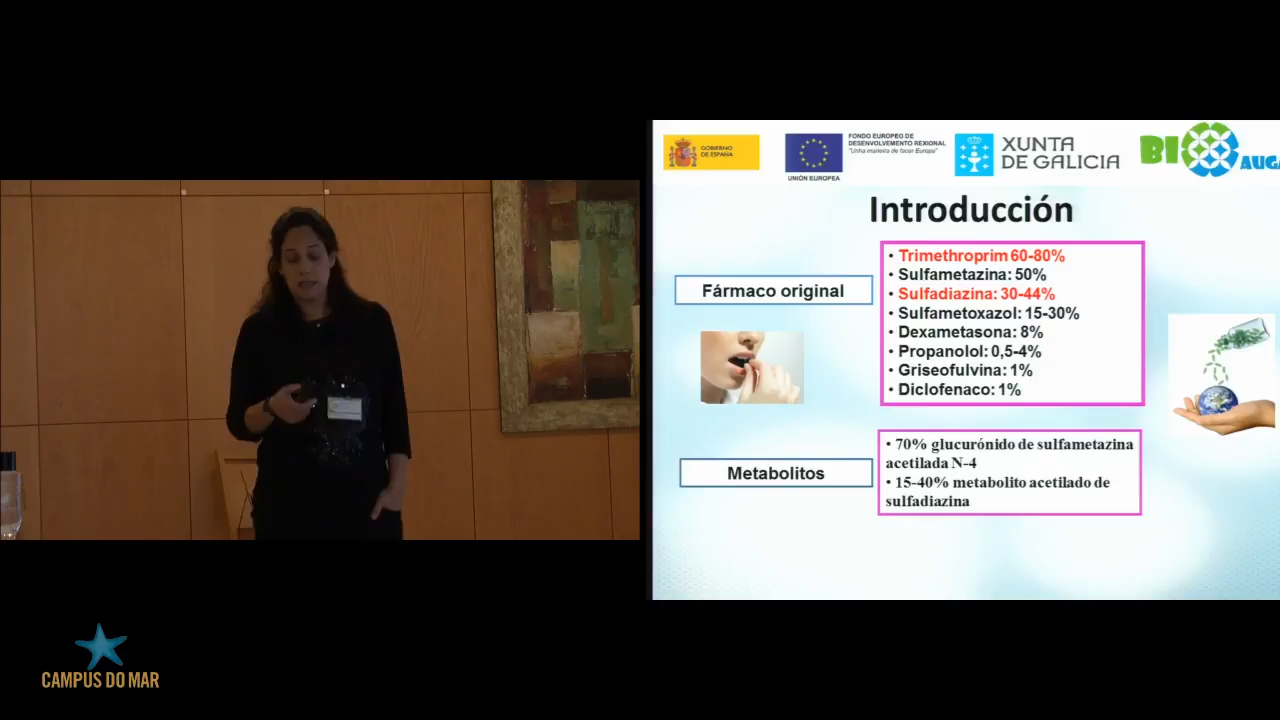 GOBIERNO
DE ESPAÑA
UNIÓN EUROPEA
FONDO EUROPEO DE
DESENVOLVEMENTO REXIONAL
"Unha maneira de facer Europa"
XUNTA
DE GALICIA
BI
AUGA
Introducción
Fármaco original
• Trimethroprim 60-80%
• Sulfametazina: 50%
• Sulfadiazina: 30-44%
• Sulfametoxazol: 15-30%
• Dexametasona: 8%
• Propanolol: 0,5-4%
• Griseofulvina: 1%
• Diclofenaco: 1%
Metabolitos
• 70% glucurónido de sulfametazina
acetilada N-4
• 15-40% metabolito acetilado de
sulfadiazina
CAMPUS DO MAR